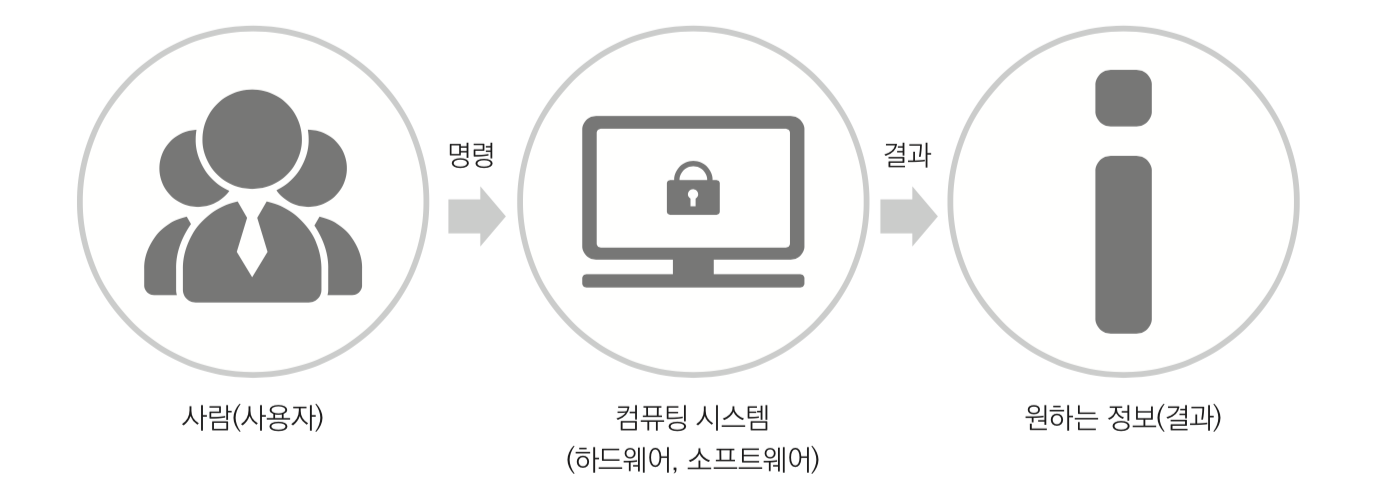 명령
결과
사람(사용자)
컴퓨팅 시스템
(하드웨어, 소프트웨어)
원하는 정보(결과)